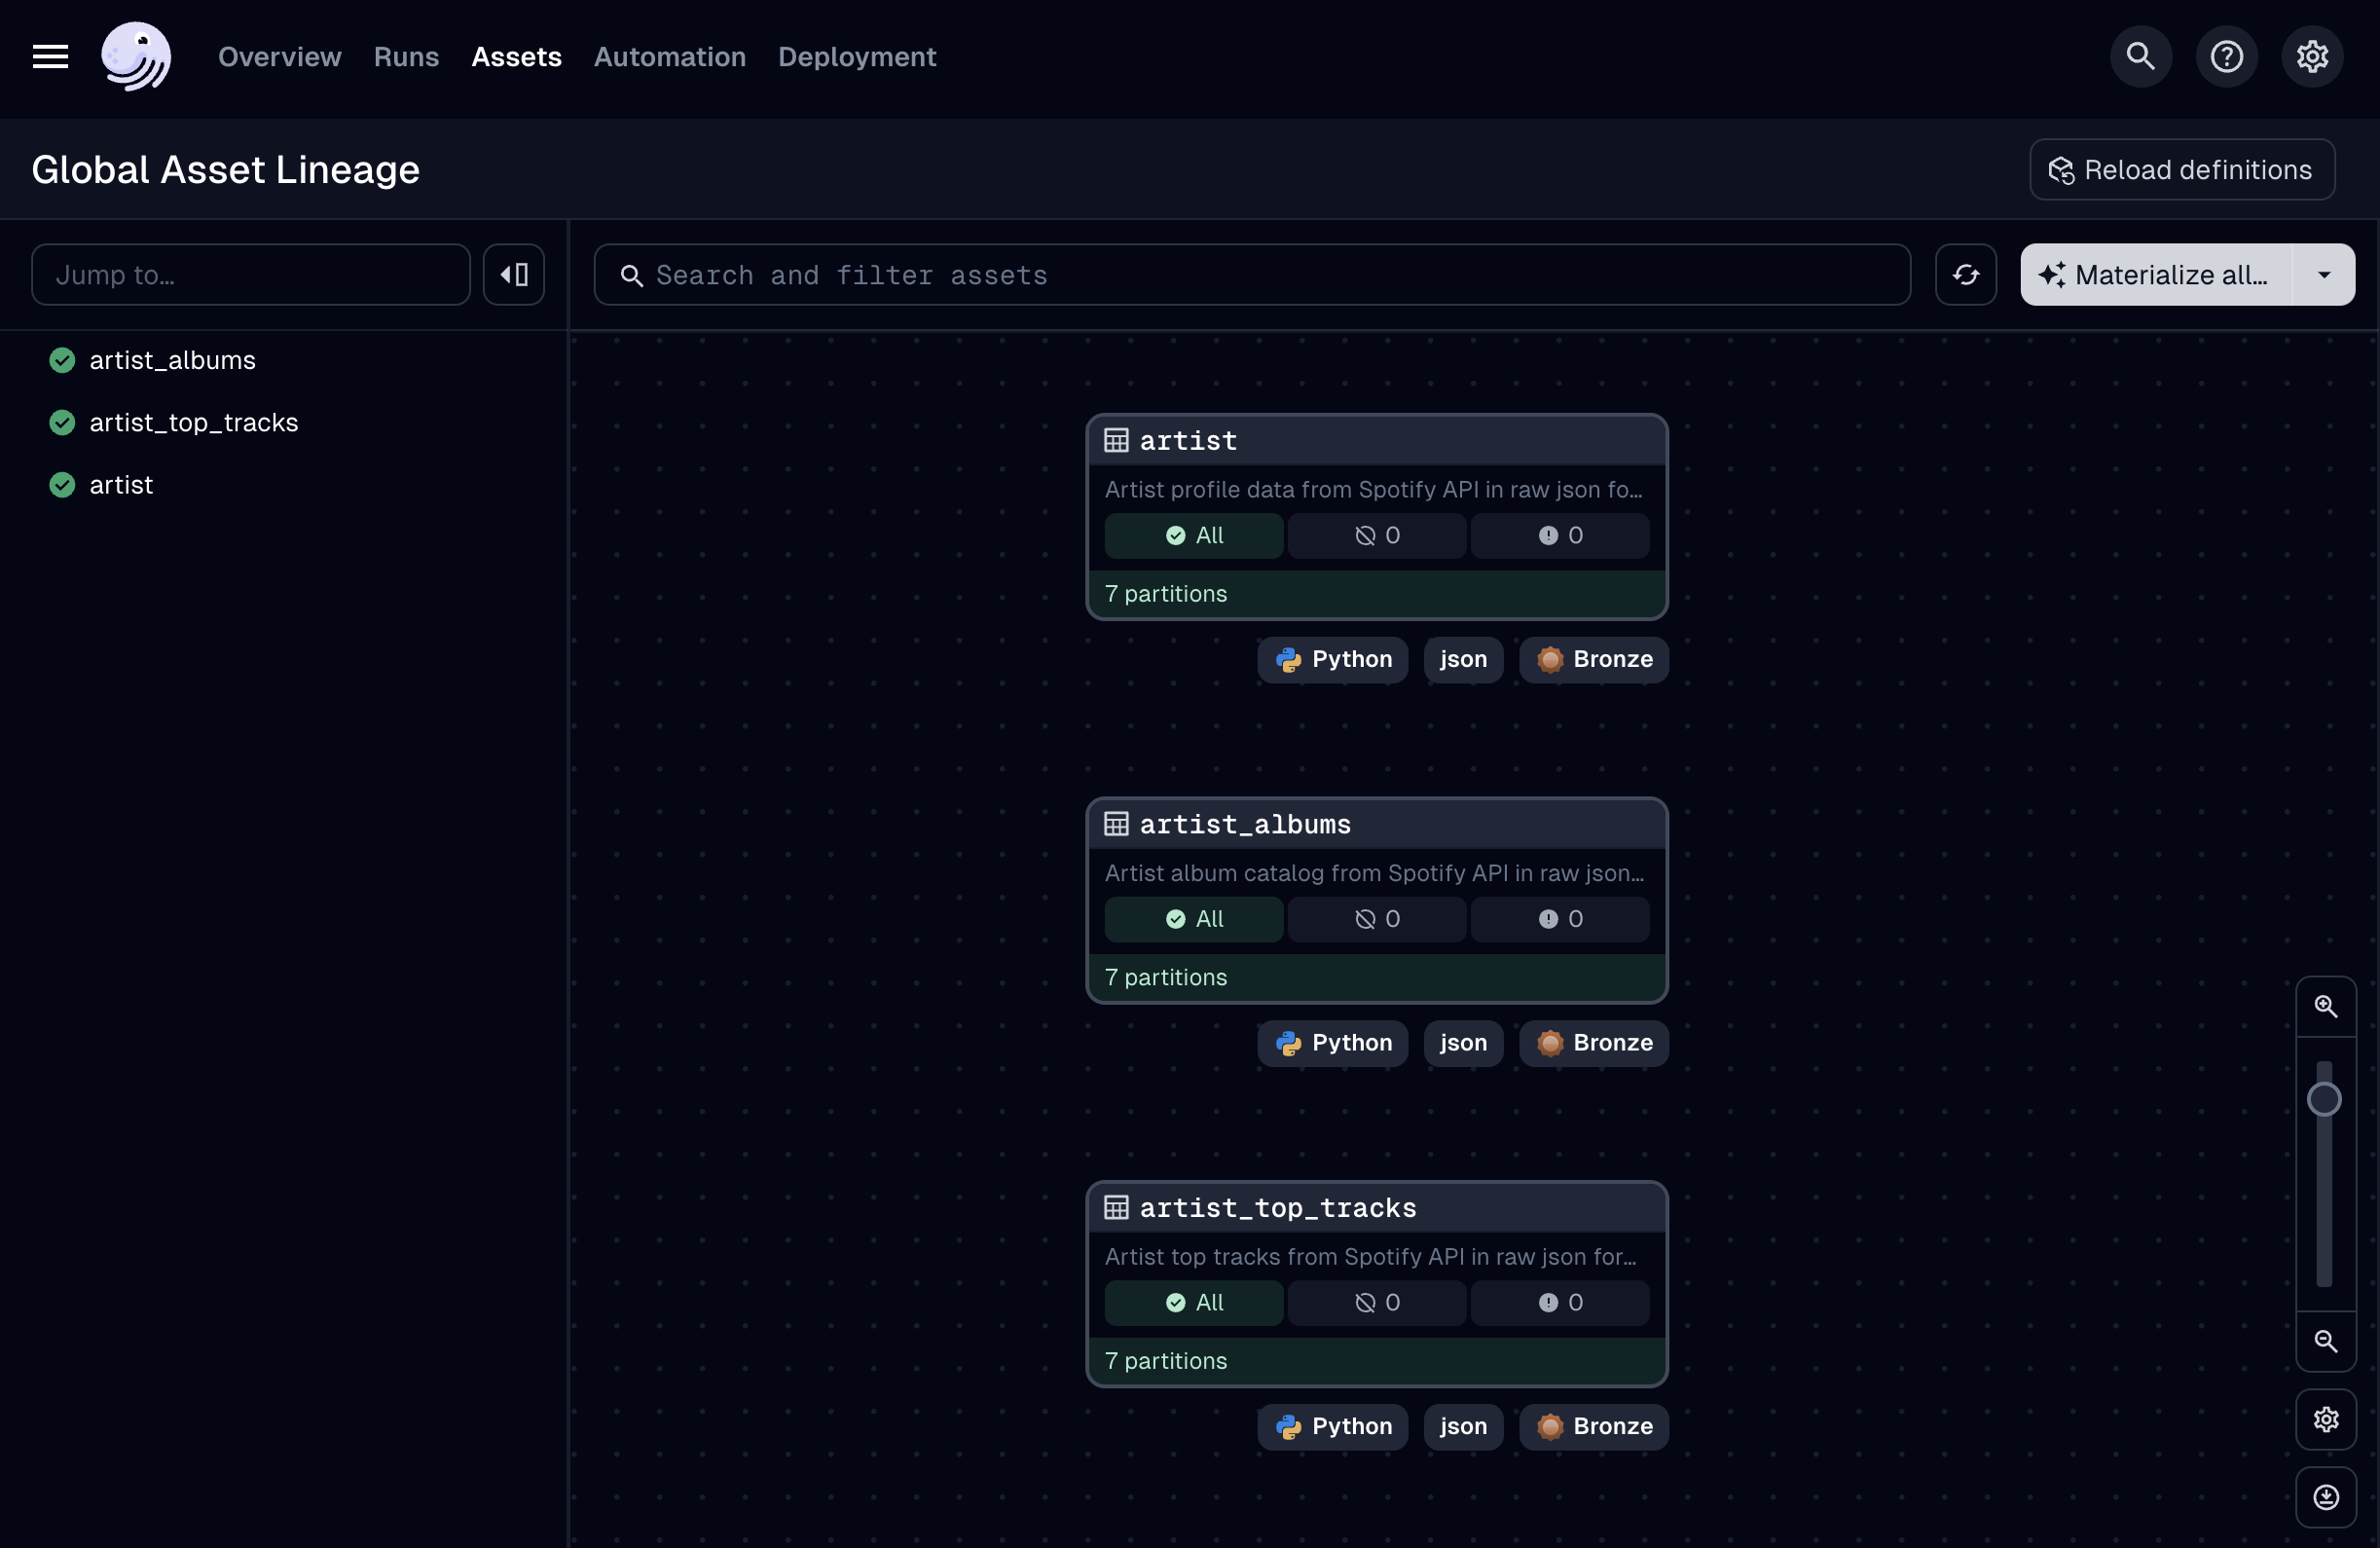 Overview Runs Assets Automation Deployment
Global Asset Lineage
Reload definitions
Jump to…
Search and filter assets
Materialize all…
artist_albums
artist_top_tracks
artist
artist
Artist profile data from Spotify API in raw json fo…
All 0 0
7 partitions
Python json Bronze
artist_albums
Artist album catalog from Spotify API in raw json…
All 0 0
7 partitions
Python json Bronze
artist_top_tracks
Artist top tracks from Spotify API in raw json for…
All 0 0
7 partitions
Python json Bronze